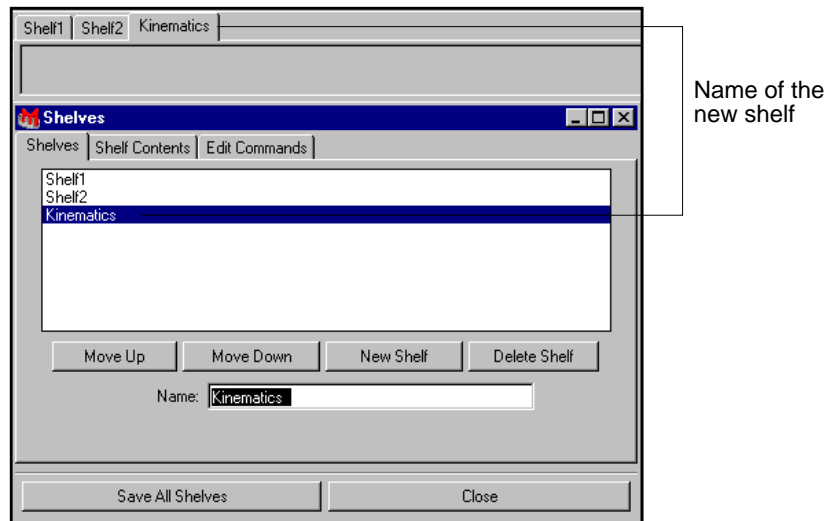 Shelf1 Shelf2 Kinematics
Name of the
new shelf
Shelves
Shelves Shelf Contents Edit Commands
Shelf1
Shelf2
Kinematics
Move Up Move Down New Shelf Delete Shelf
Name: Kinematics
Save All Shelves Close